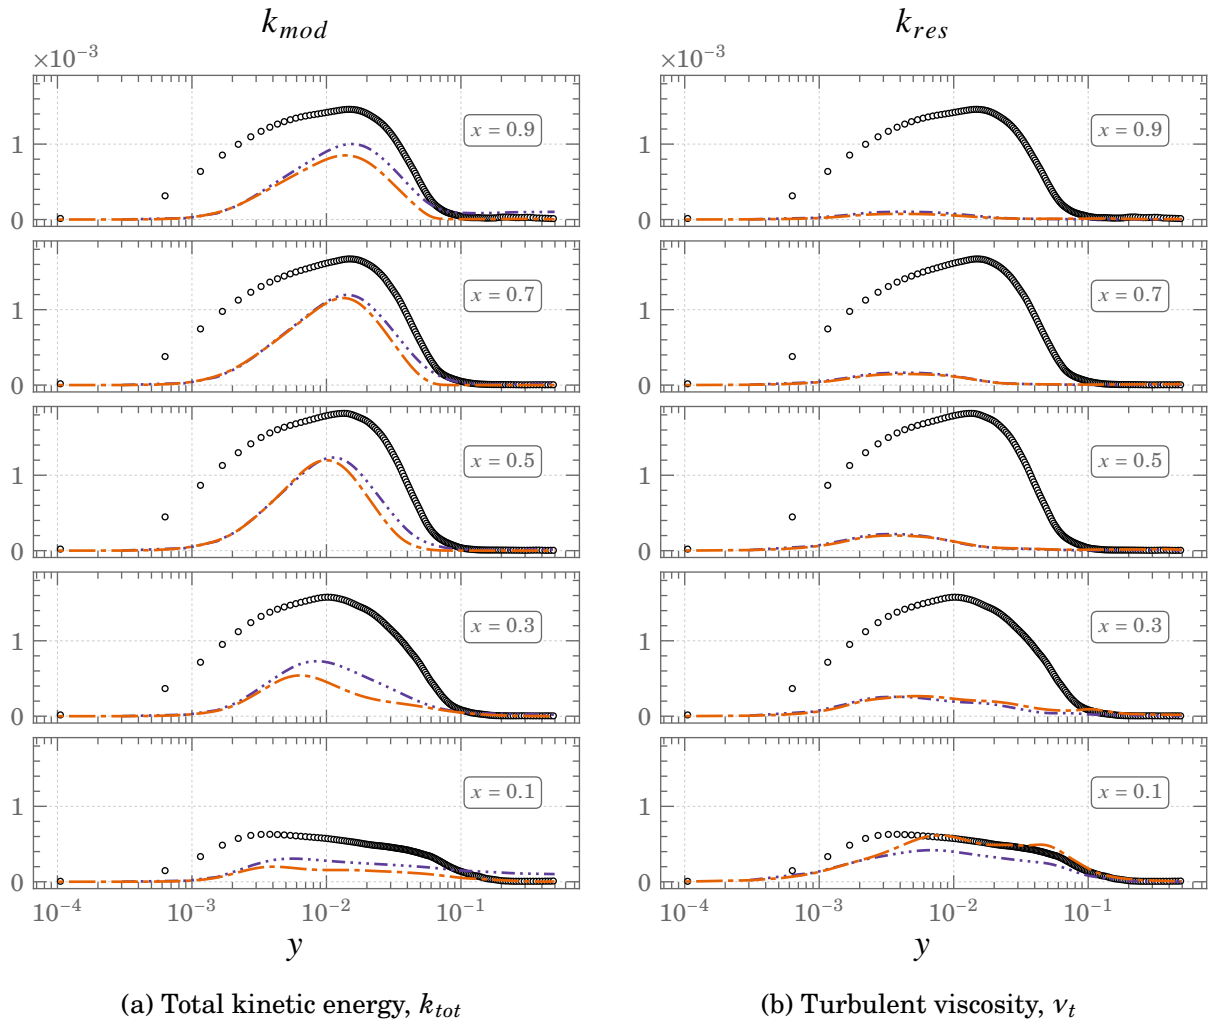 k_mod k_res
×10⁻³ ×10⁻³
1 x = 0.9 1 x = 0.9
0 0
1 x = 0.7 1 x = 0.7
0 0
1 x = 0.5 1 x = 0.5
0 0
1 x = 0.3 1 x = 0.3
0 0
1 x = 0.1 1 x = 0.1
0 0
10⁻⁴ 10⁻³ 10⁻² 10⁻¹ 10⁻⁴ 10⁻³ 10⁻² 10⁻¹
y y
(a) Total kinetic energy, k_tot (b) Turbulent viscosity, ν_t